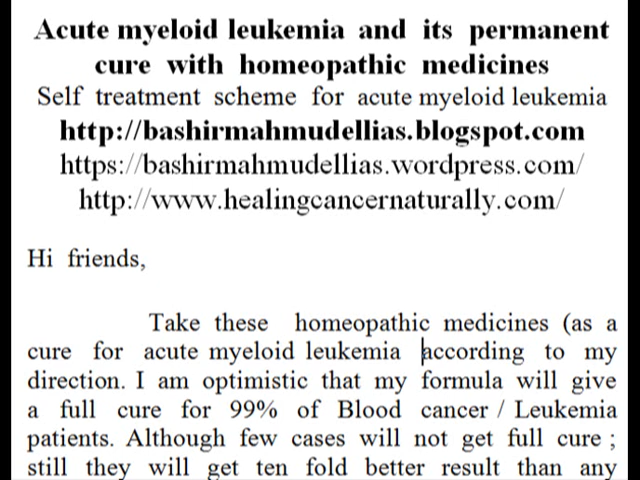 Acute myeloid leukemia and its permanent
cure with homeopathic medicines
Self treatment scheme for acute myeloid leukemia
http://bashirmahmudellias.blogspot.com
https://bashirmahmudellias.wordpress.com/
http://www.healingcancernaturally.com/
Hi friends,
Take these homeopathic medicines (as a
cure for acute myeloid leukemia according to my
direction. I am optimistic that my formula will give
a full cure for 99% of Blood cancer / Leukemia
patients. Although few cases will not get full cure ;
still they will get ten fold better result than any